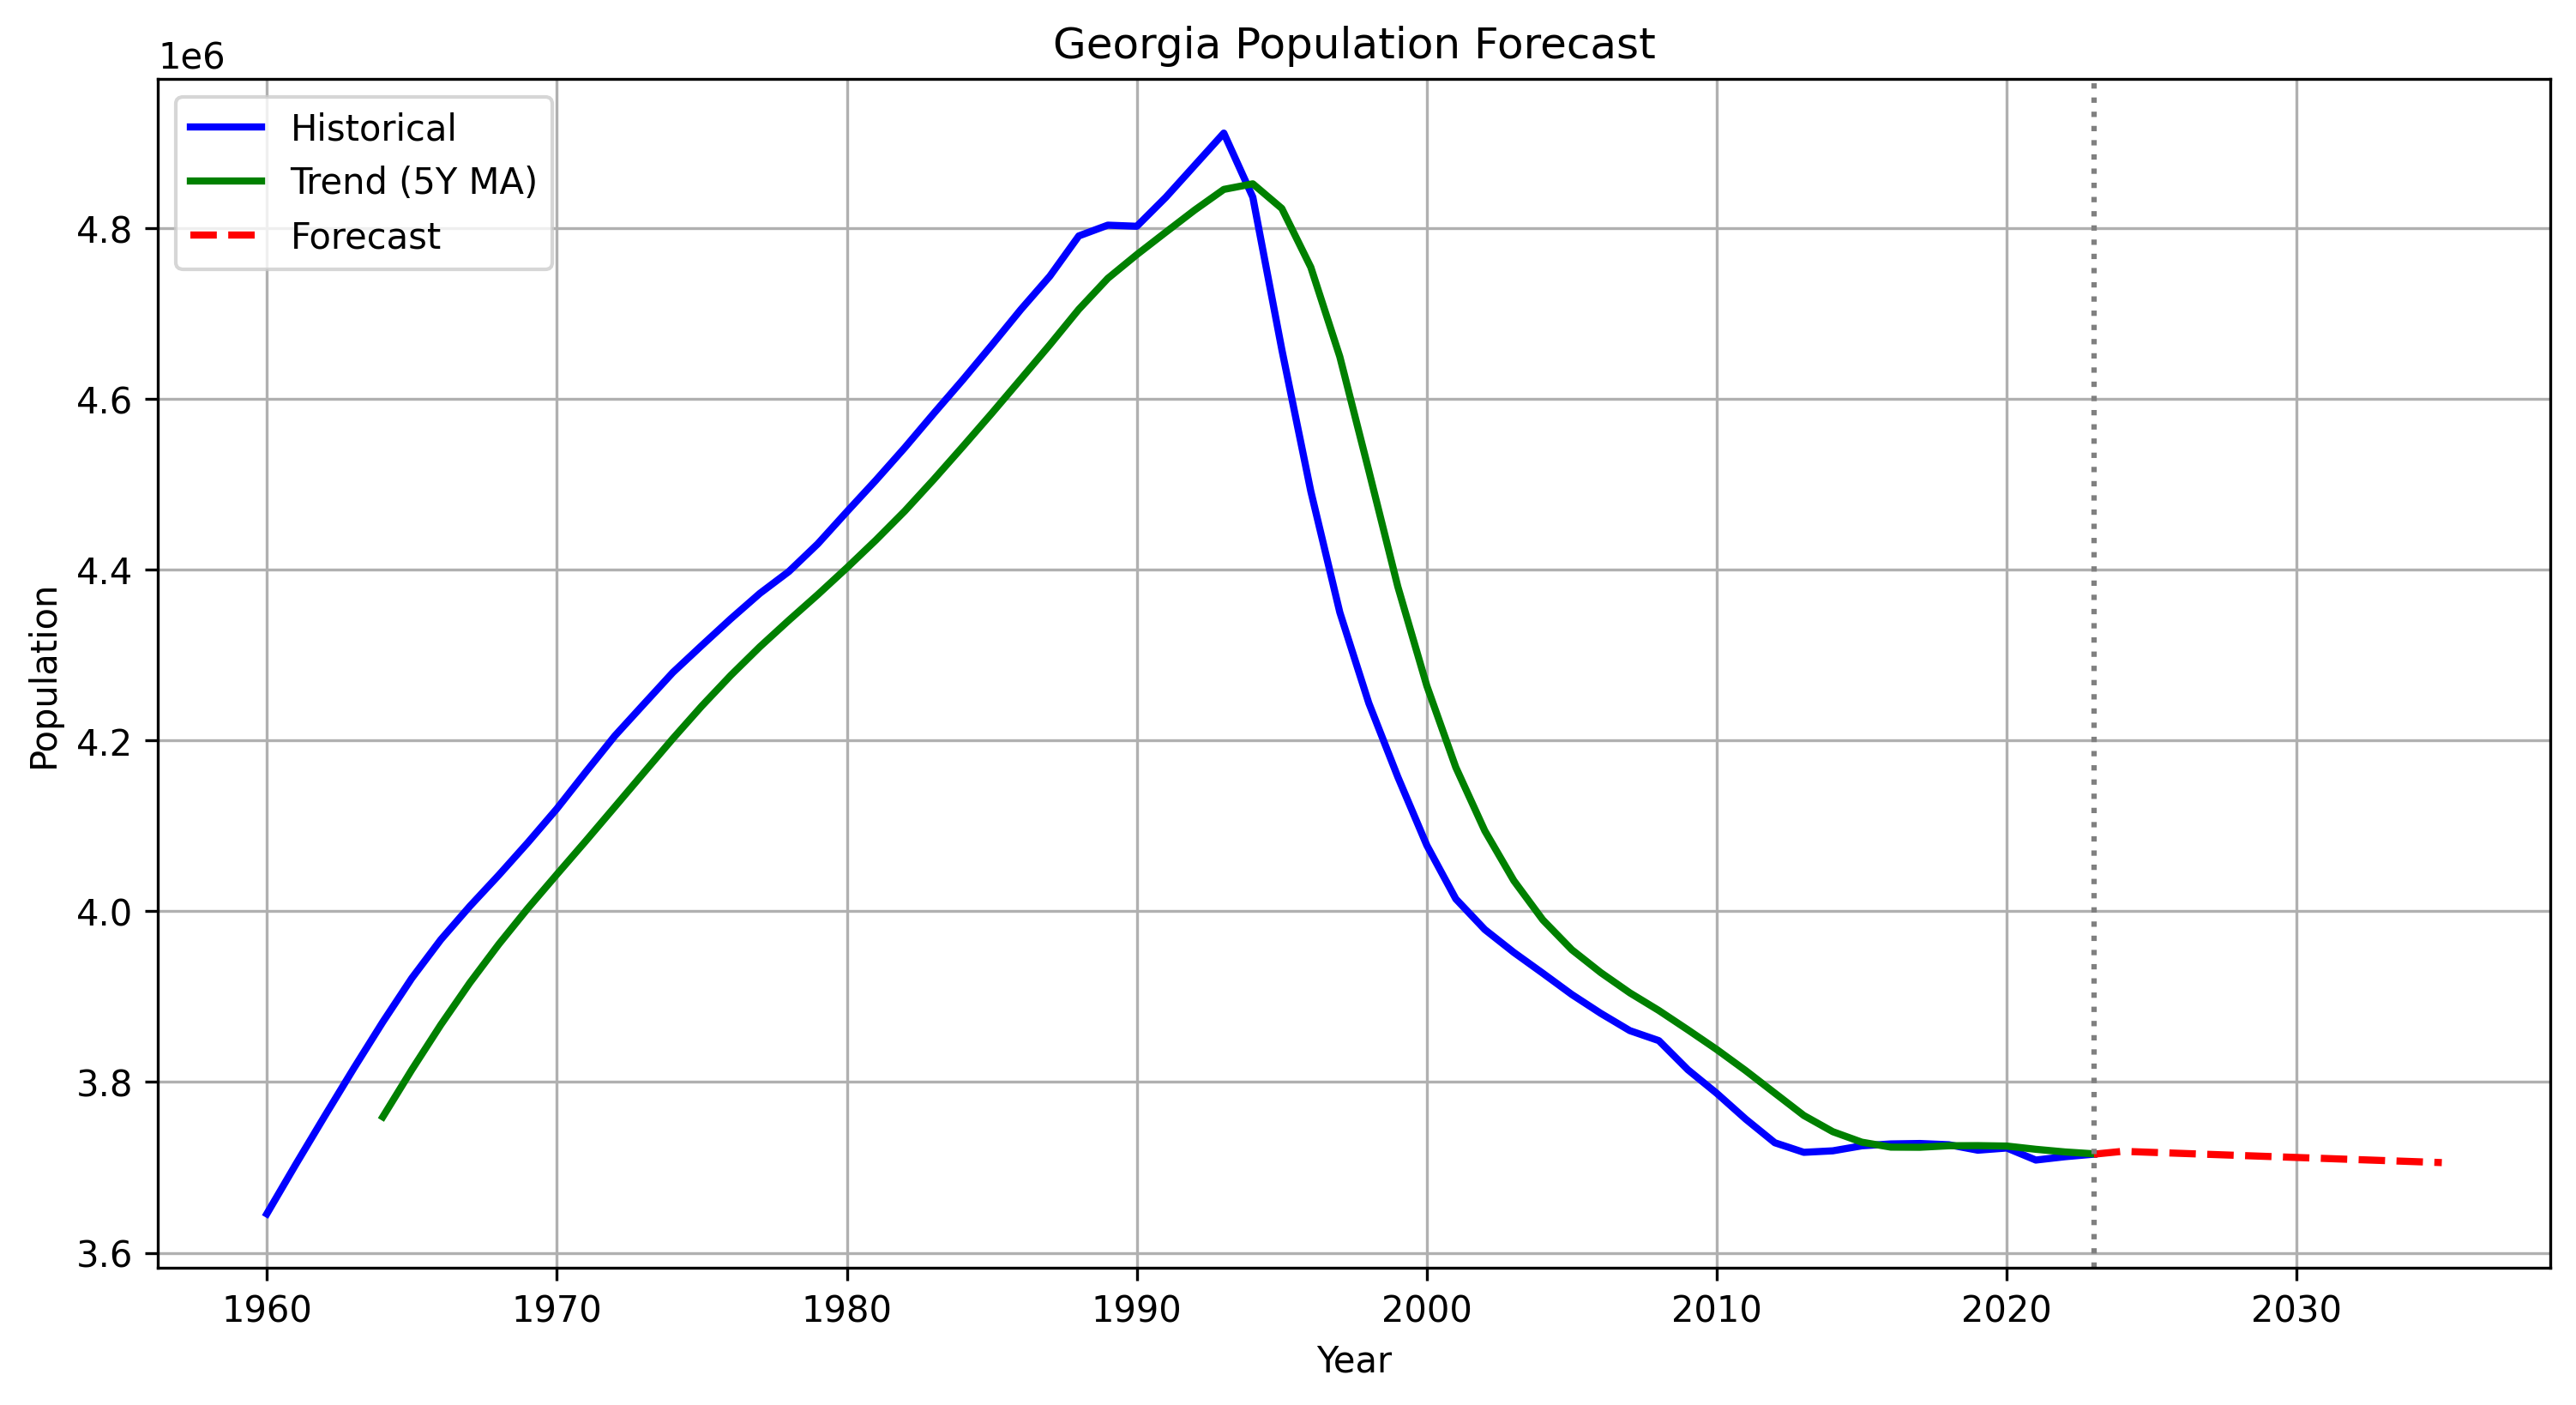 Georgia Population Forecast
1e6
Historical
Trend (5Y MA)
Forecast
4.8
4.6
4.4
4.2
4.0
3.8
3.6
Population
1960 1970 1980 1990 2000 2010 2020 2030
Year